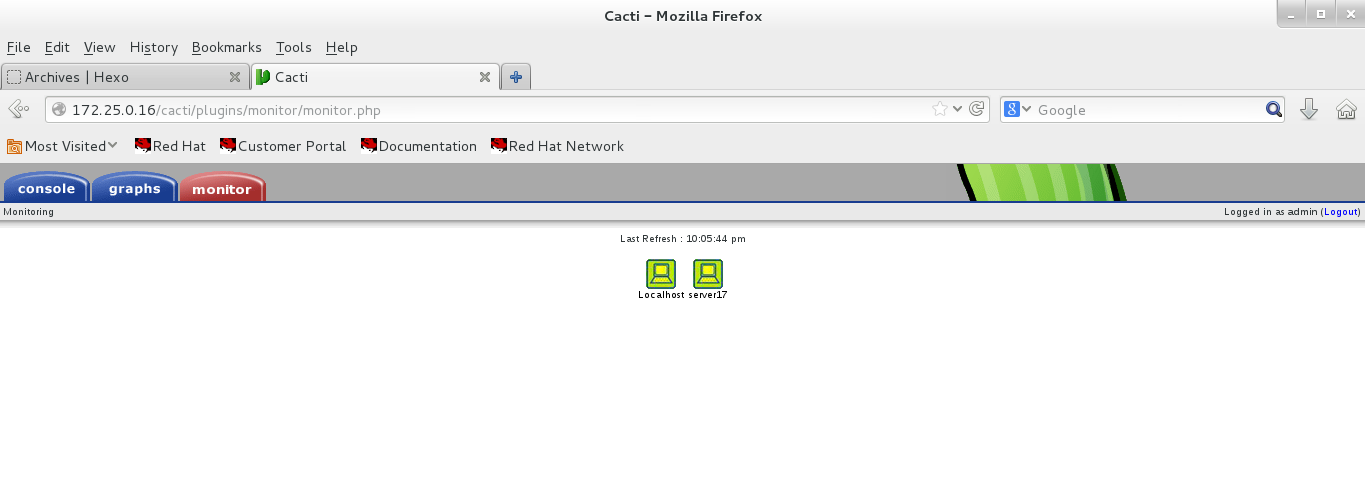 Cacti - Mozilla Firefox
File Edit View History Bookmarks Tools Help
Archives | Hexo Cacti
172.25.0.16/cacti/plugins/monitor/monitor.php 8 Google
Most Visited Red Hat Customer Portal Documentation Red Hat Network
console graphs monitor
Monitoring Logged in as admin (Logout)
Last Refresh : 10:05:44 pm
Localhost server17